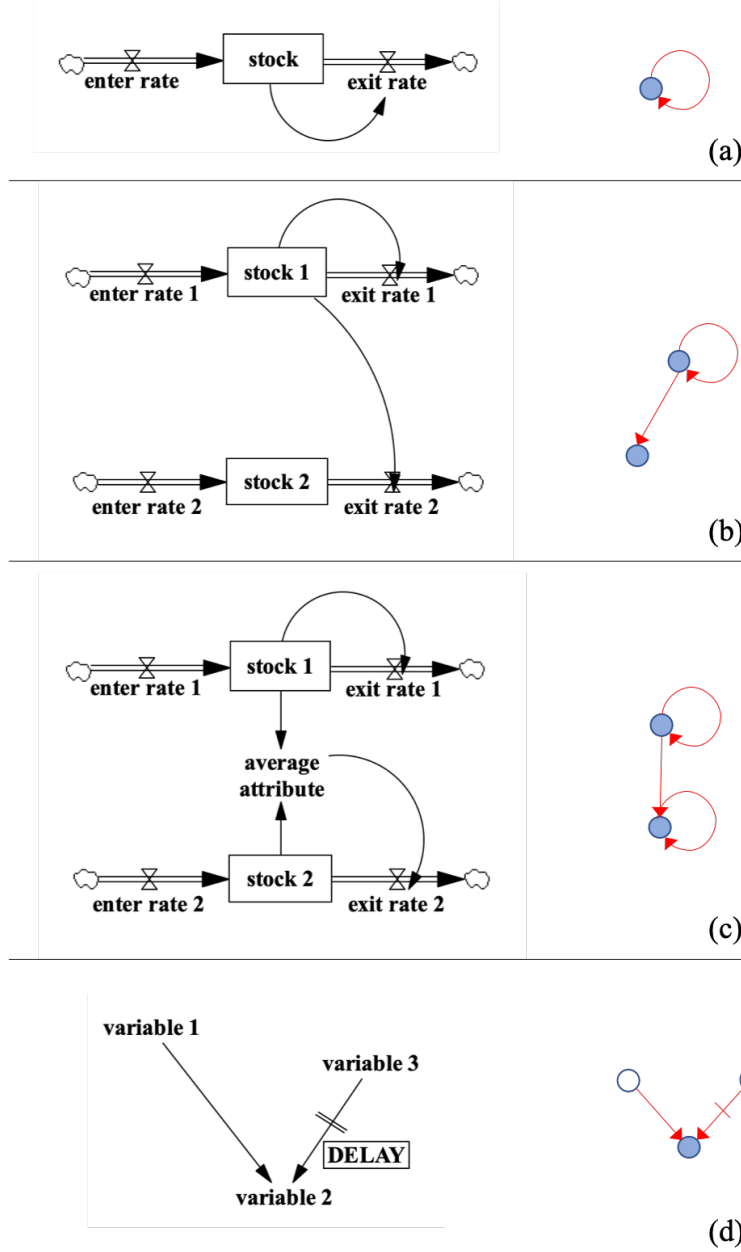 stock
enter rate
exit rate
(a)
stock 1
enter rate 1
exit rate 1
stock 2
enter rate 2
exit rate 2
(b)
stock 1
enter rate 1
exit rate 1
average
attribute
stock 2
enter rate 2
exit rate 2
(c)
variable 1
variable 3
DELAY
variable 2
(d)